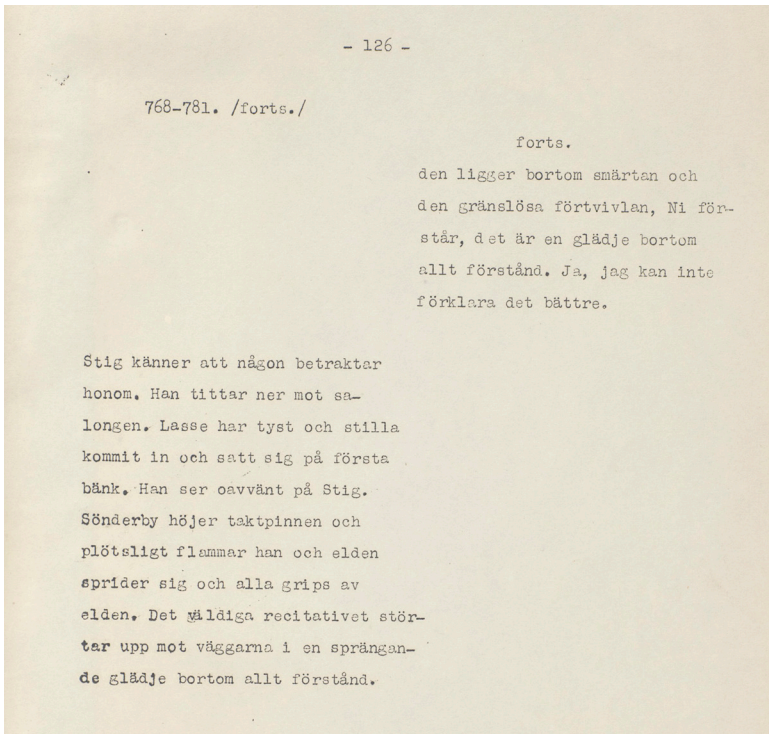 - 126 -
768-781. /forts./
forts.
den ligger bortom smärtan och
den gränslösa förtvivlan, Ni för-
står, det är en glädje bortom
allt förstånd. Ja, jag kan inte
förklara det bättre.
Stig känner att någon betraktar
honom. Han tittar ner mot sa-
longen. Lasse har tyst och stilla
kommit in och satt sig på första
bänk. Han ser oavvänt på Stig.
Sönderby höjer taktpinnen och
plötsligt flammar han och elden
sprider sig och alla grips av
elden. Det väldiga recitativet stör-
tar upp mot väggarna i en sprängan-
de glädje bortom allt förstånd.